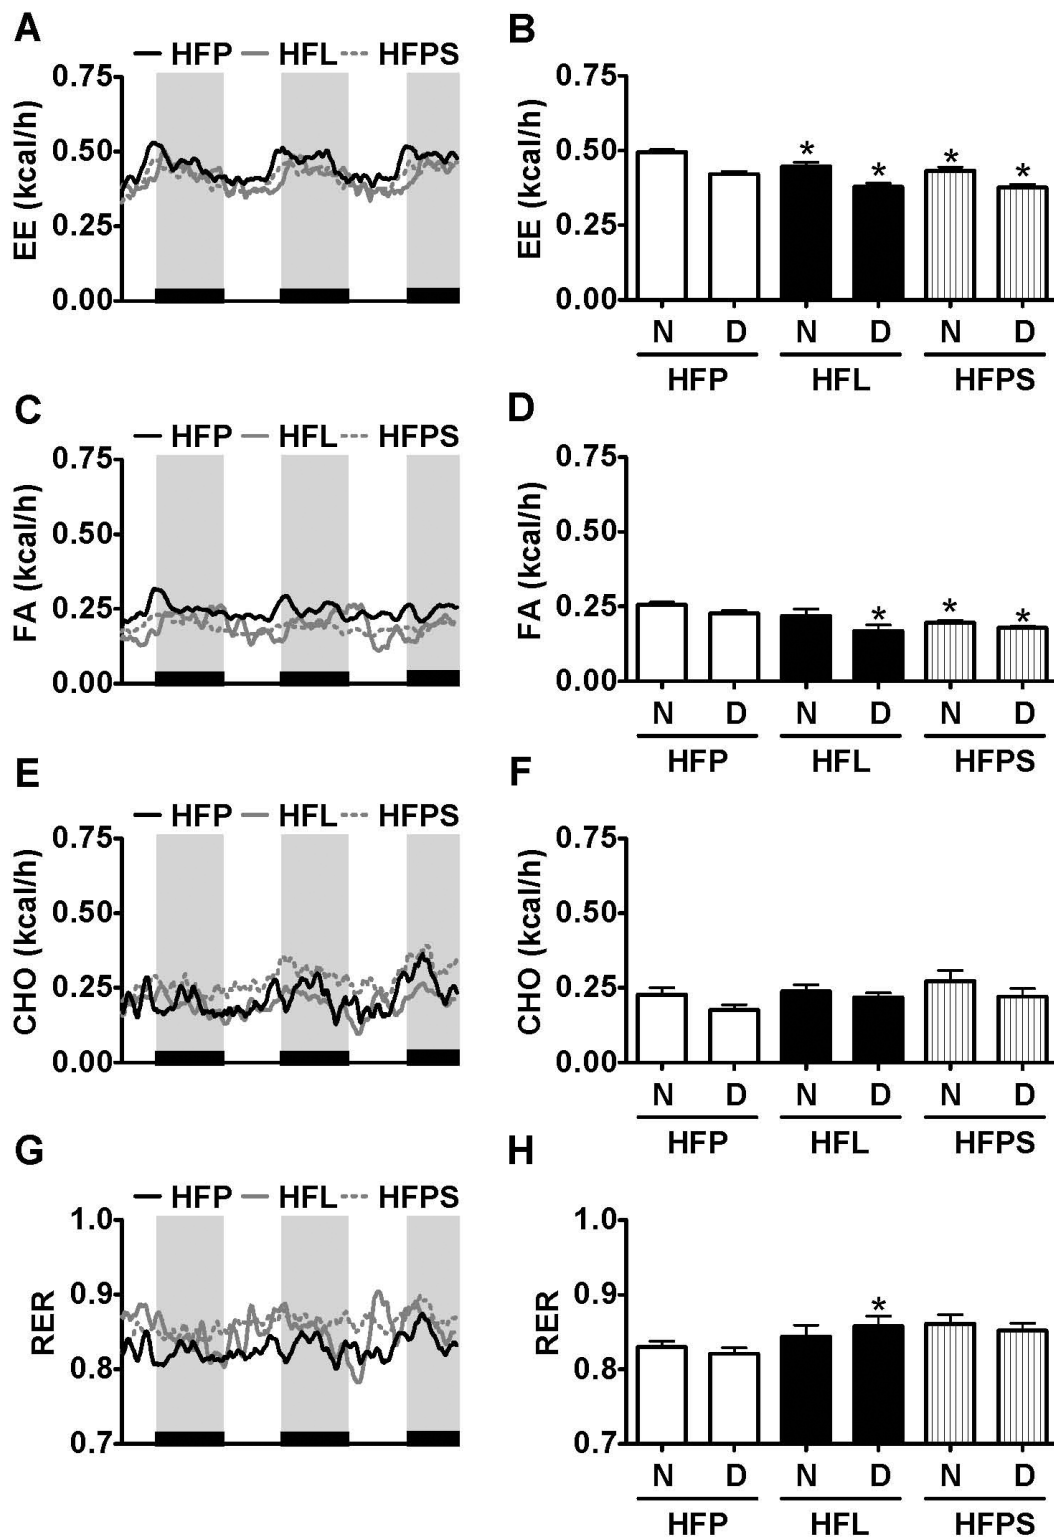 A
HFP HFL HFPS
EE (kcal/h)
0.75
0.50
0.25
0.00
B
EE (kcal/h)
0.75
0.50
0.25
0.00
* * * *
N D N D N D
HFP HFL HFPS
C
HFP HFL HFPS
FA (kcal/h)
0.75
0.50
0.25
0.00
D
FA (kcal/h)
0.75
0.50
0.25
0.00
* * *
N D N D N D
HFP HFL HFPS
E
HFP HFL HFPS
CHO (kcal/h)
0.75
0.50
0.25
0.00
F
CHO (kcal/h)
0.75
0.50
0.25
0.00
N D N D N D
HFP HFL HFPS
G
HFP HFL HFPS
RER
1.0
0.9
0.8
0.7
H
RER
1.0
0.9
0.8
0.7
*
N D N D N D
HFP HFL HFPS